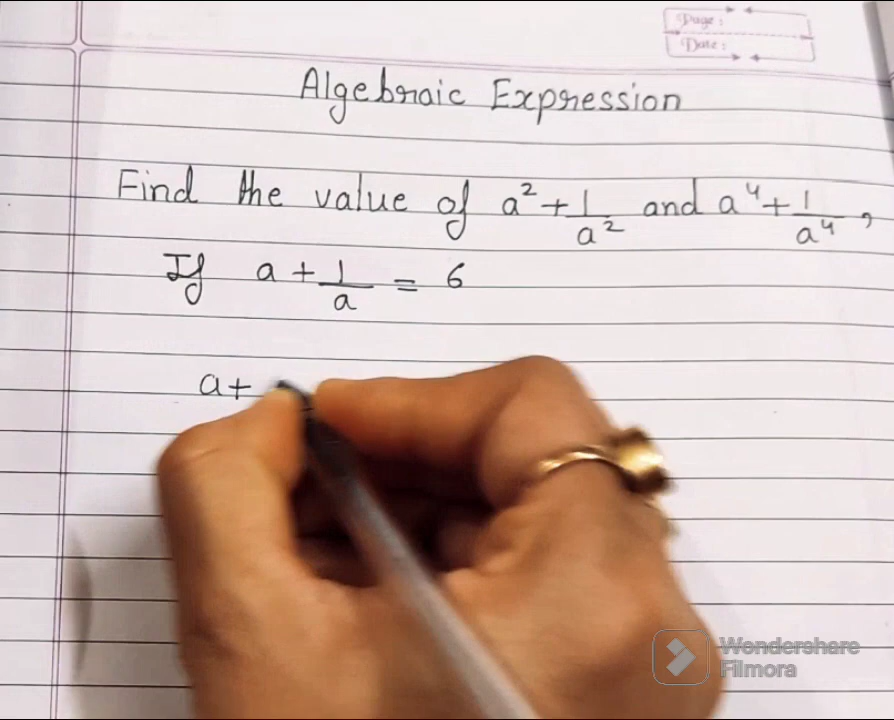 Page :
Date :
Algebraic Expression
Find the value of a² + 1/a² and a⁴ + 1/a⁴ ,
If a + 1/a = 6
a +
Wondershare
Filmora